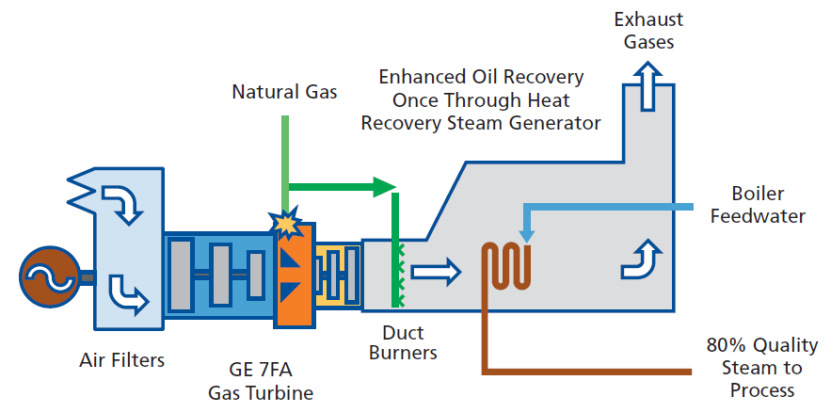 Exhaust
Gases
Enhanced Oil Recovery
Once Through Heat
Recovery Steam Generator
Natural Gas
Boiler
Feedwater
Air Filters
GE 7FA
Gas Turbine
Duct
Burners
80% Quality
Steam to
Process